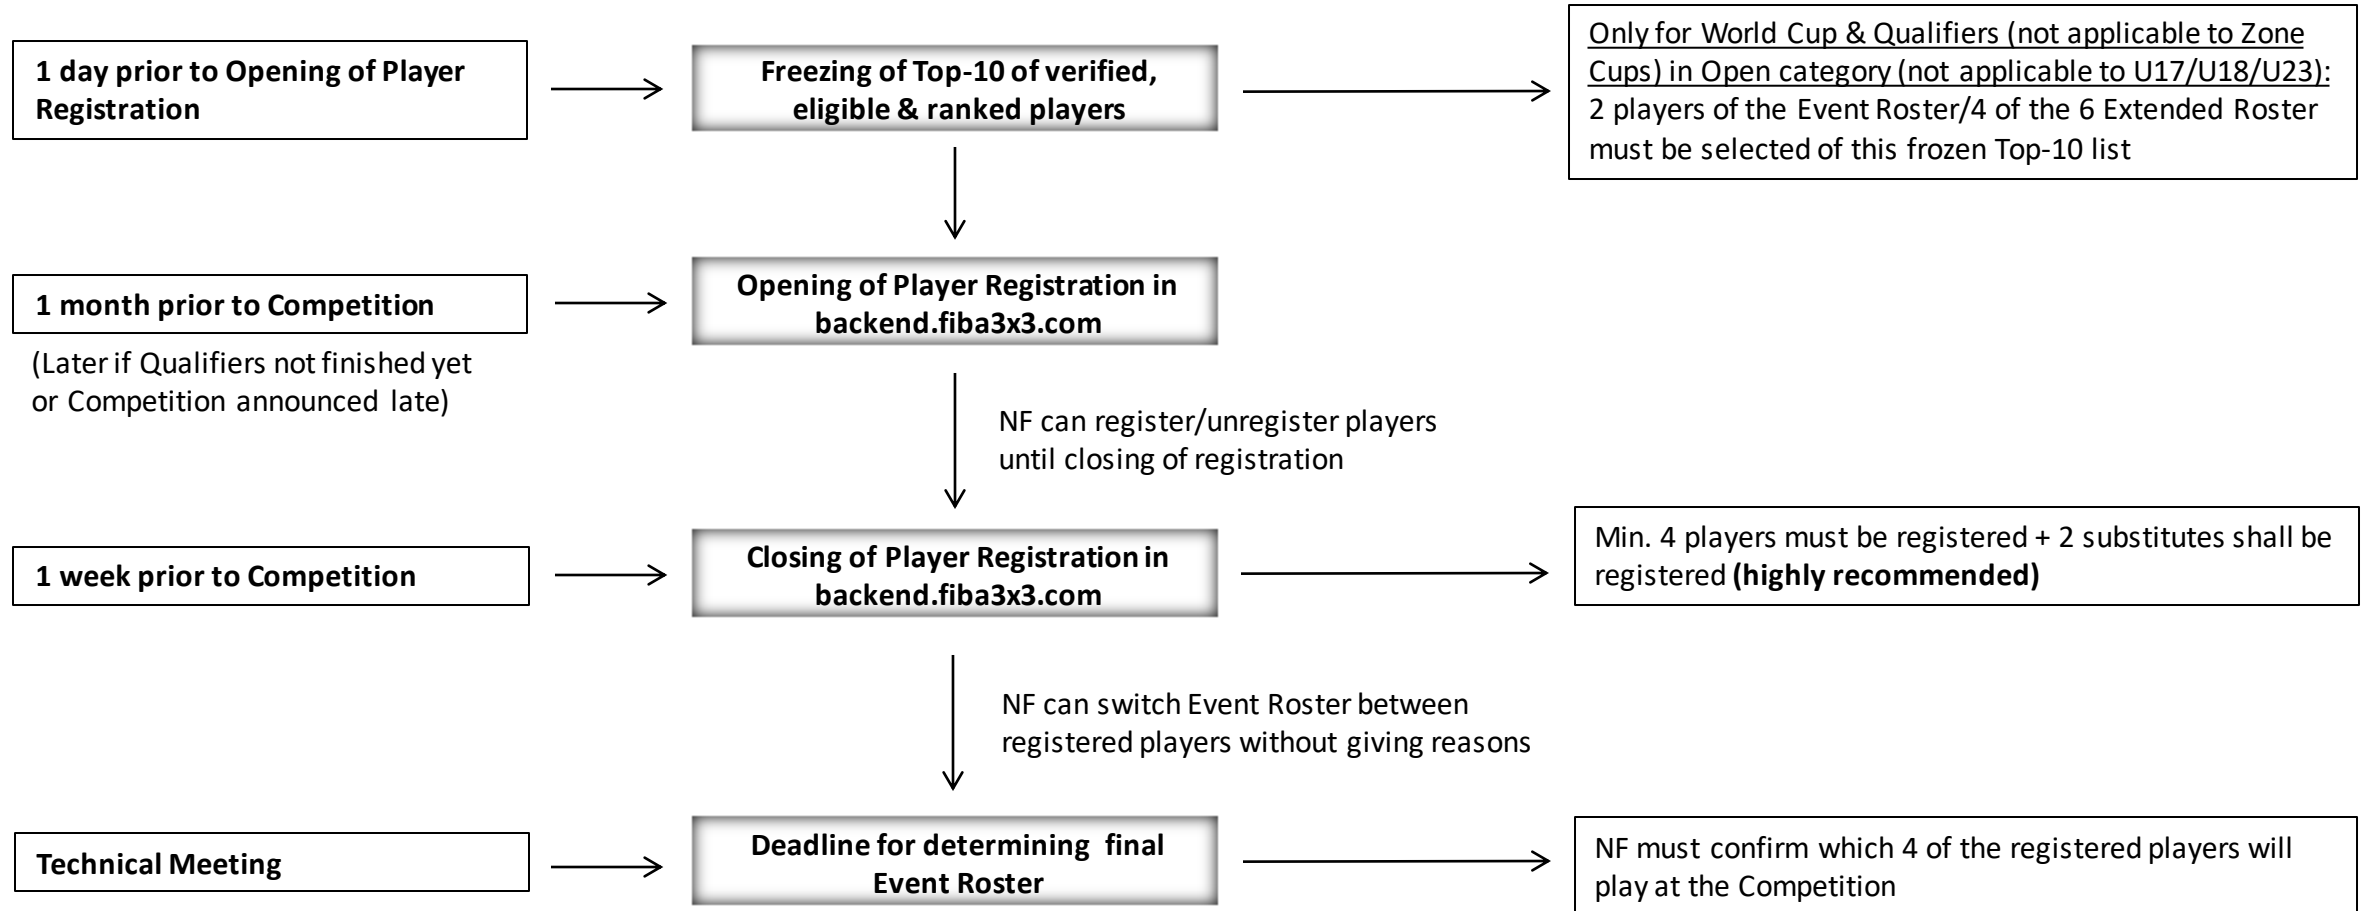 1 day prior to Opening of Player
Registration
Freezing of Top-10 of verified,
eligible & ranked players
Only for World Cup & Qualifiers (not applicable to Zone
Cups) in Open category (not applicable to U17/U18/U23):
2 players of the Event Roster/4 of the 6 Extended Roster
must be selected of this frozen Top-10 list
1 month prior to Competition
(Later if Qualifiers not finished yet
or Competition announced late)
Opening of Player Registration in
backend.fiba3x3.com
NF can register/unregister players
until closing of registration
1 week prior to Competition
Closing of Player Registration in
backend.fiba3x3.com
Min. 4 players must be registered + 2 substitutes shall be
registered (highly recommended)
NF can switch Event Roster between
registered players without giving reasons
Technical Meeting
Deadline for determining final
Event Roster
NF must confirm which 4 of the registered players will
play at the Competition